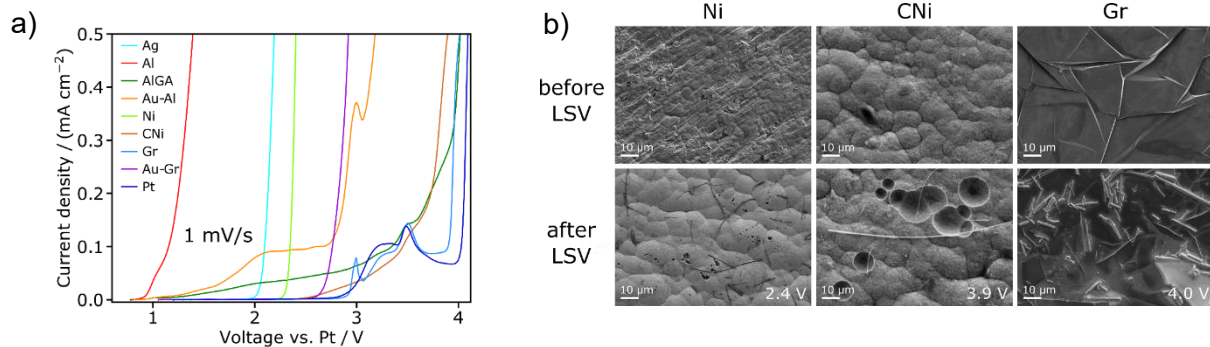 a)
Current density / (mA cm⁻²)
0.5
0.4
0.3
0.2
0.1
0.0
Ag
Al
AlGA
Au-Al
Ni
CNi
Gr
Au-Gr
Pt
1 mV/s
1
2
3
4
Voltage vs. Pt / V
b)
Ni
CNi
Gr
before
LSV
10 µm
10 µm
10 µm
after
LSV
10 µm
2.4 V
10 µm
3.9 V
10 µm
4.0 V